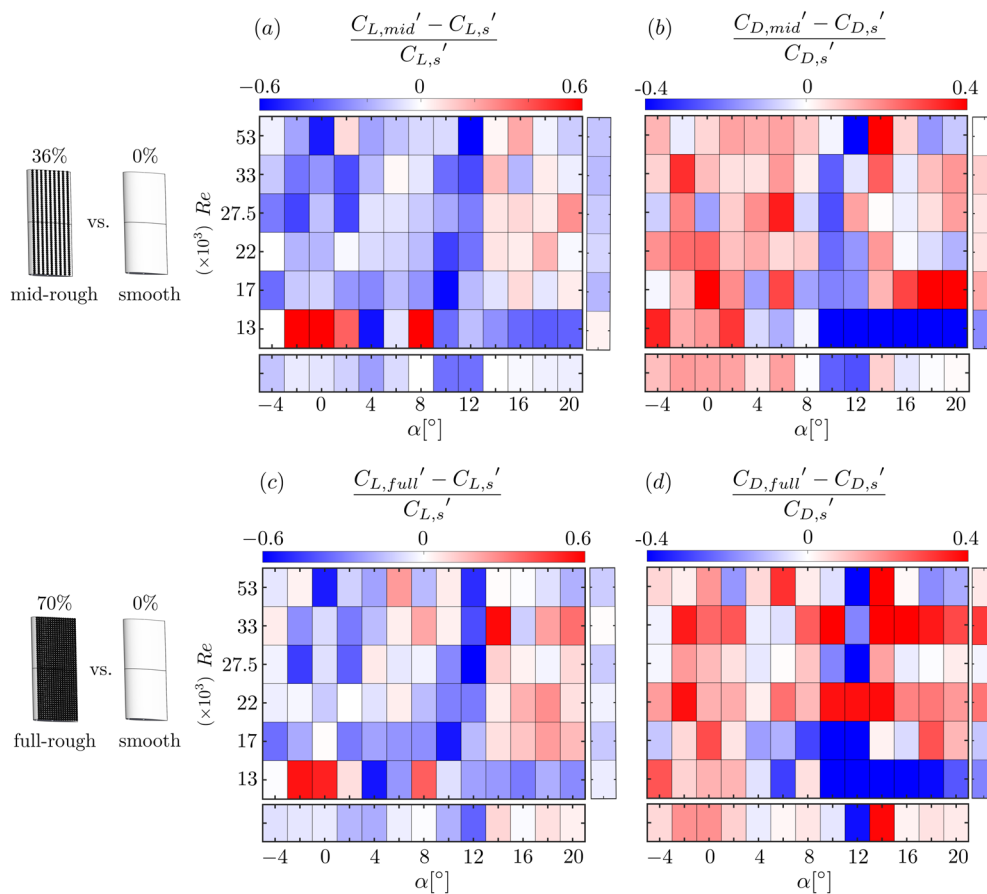 (a) (C_{L,mid}' − C_{L,s}') / C_{L,s}'
−0.6 0 0.6
(b) (C_{D,mid}' − C_{D,s}') / C_{D,s}'
-0.4 0 0.4
36% 0%
vs.
mid-rough smooth
(×10³) Re
53
33
27.5
22
17
13
−4 0 4 8 12 16 20
α[°]
−4 0 4 8 12 16 20
α[°]
(c) (C_{L,full}' − C_{L,s}') / C_{L,s}'
−0.6 0 0.6
(d) (C_{D,full}' − C_{D,s}') / C_{D,s}'
-0.4 0 0.4
70% 0%
vs.
full-rough smooth
(×10³) Re
53
33
27.5
22
17
13
−4 0 4 8 12 16 20
α[°]
−4 0 4 8 12 16 20
α[°]